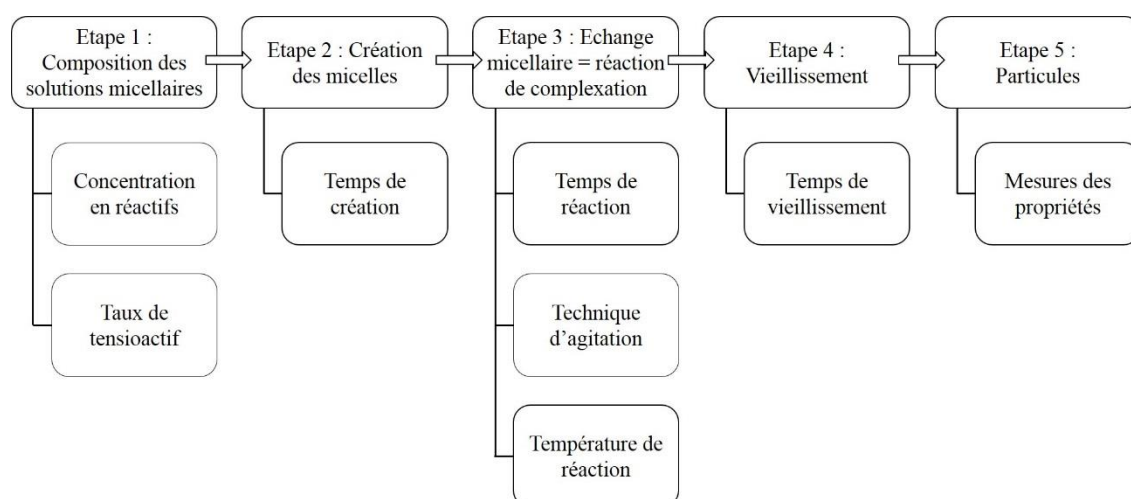 Etape 1 :
Composition des
solutions micellaires
Etape 2 : Création
des micelles
Etape 3 : Echange
micellaire = réaction
de complexation
Etape 4 :
Vieillissement
Etape 5 :
Particules
Concentration
en réactifs
Taux de
tensioactif
Temps de
création
Temps de
réaction
Technique
d’agitation
Température de
réaction
Temps de
vieillissement
Mesures des
propriétés